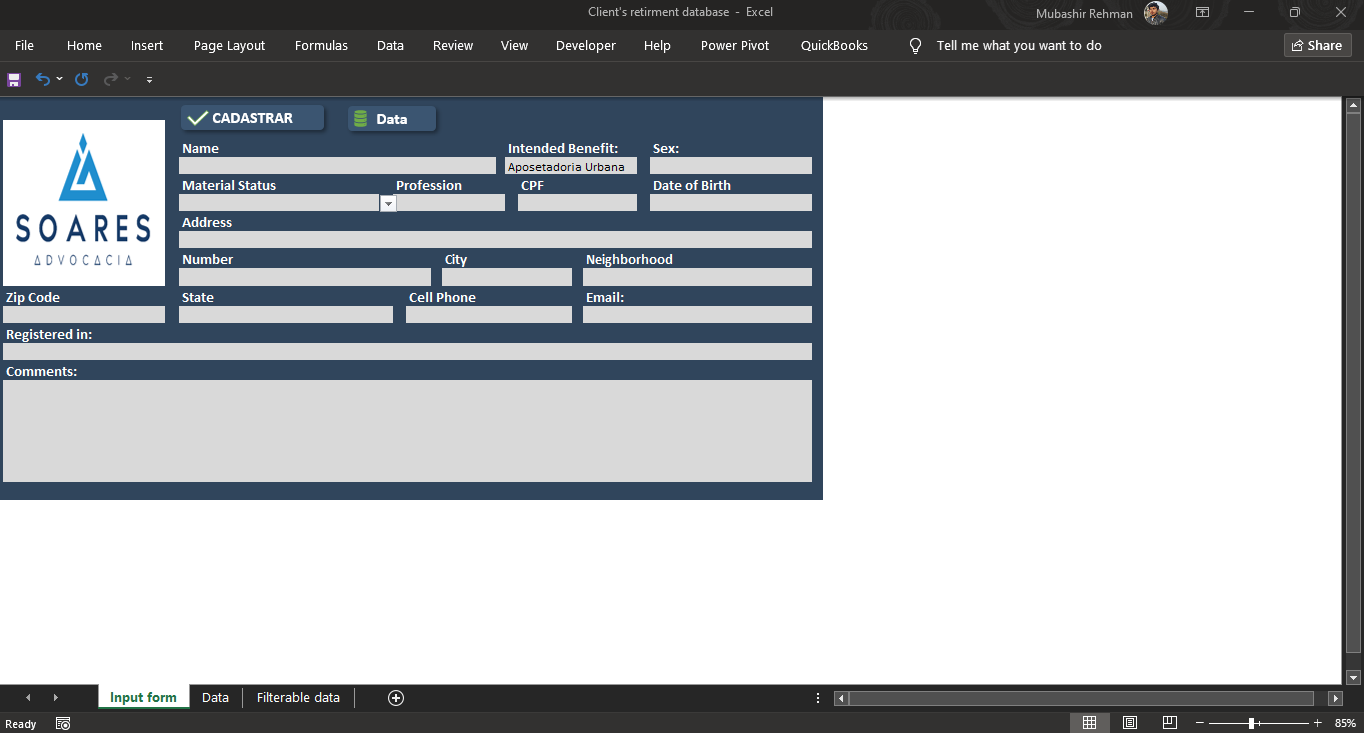 Client's retirment database - Excel
Mubashir Rehman
File Home Insert Page Layout Formulas Data Review View Developer Help Power Pivot QuickBooks Tell me what you want to do Share
CADASTRAR Data
Name Intended Benefit: Sex:
Aposetadoria Urbana
Material Status Profession CPF Date of Birth
Address
SOARES
ADVOCACIA
Number City Neighborhood
Zip Code State Cell Phone Email:
Registered in:
Comments:
Input form Data Filterable data
Ready
85%